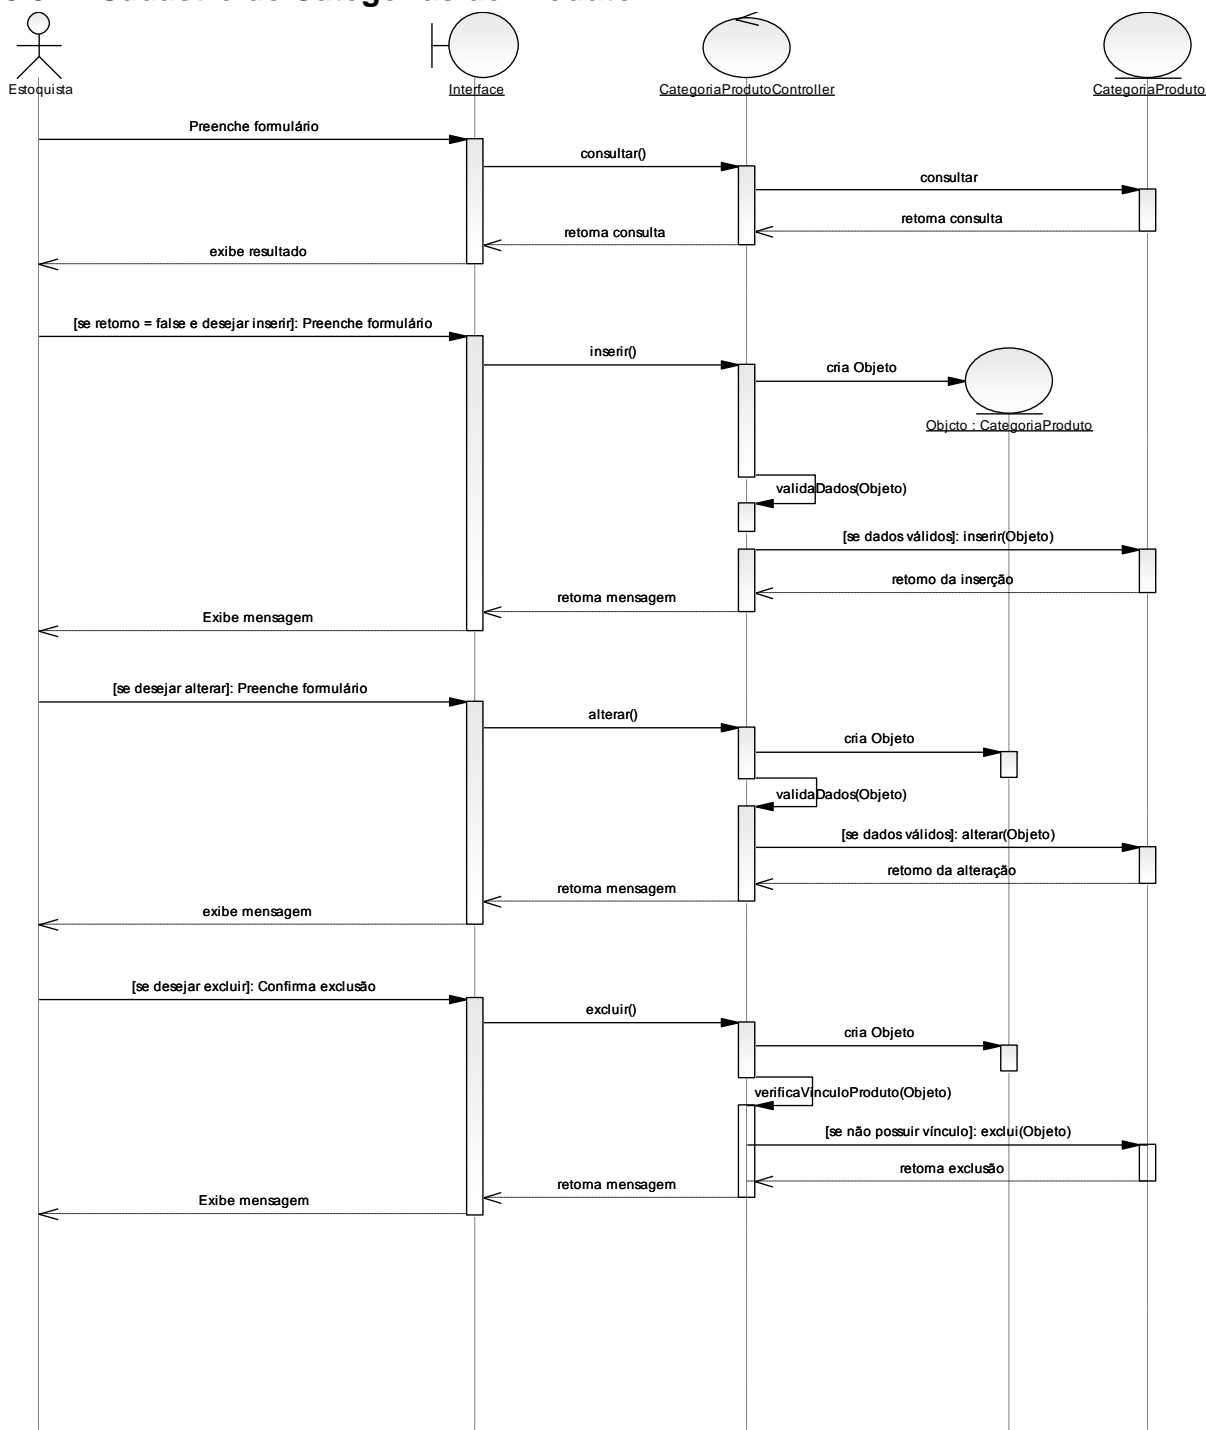 Estoquista
Interface
CategoriaProdutoController
CategoriaProduto
Preenche formulário
consultar()
consultar
retorna consulta
retorna consulta
exibe resultado
[se retorno = false e desejar inserir]: Preenche formulário
inserir()
cria Objeto
Objcto : CategoriaProduto
validaDados(Objeto)
[se dados válidos]: inserir(Objeto)
retorno da inserção
retorna mensagem
Exibe mensagem
[se desejar alterar]: Preenche formulário
alterar()
cria Objeto
validaDados(Objeto)
[se dados válidos]: alterar(Objeto)
retorno da alteração
retorna mensagem
exibe mensagem
[se desejar excluir]: Confirma exclusão
excluir()
cria Objeto
verificaVinculoProduto(Objeto)
[se não possuir vínculo]: exclui(Objeto)
retorna exclusão
retorna mensagem
Exibe mensagem